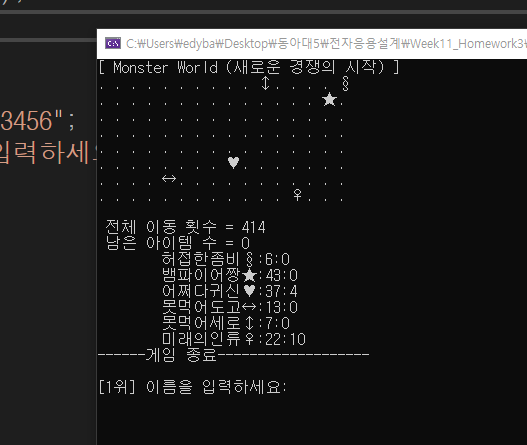 C:\Users\edyba\Desktop\동아대5\전자응용설계\Week11_Homework3\
[ Monster World (새로운 경쟁의 시작) ]
. . . . . . . . . . ↕ . . . . §
. . . . . . . . . . . . . . ★ .
. . . . . . . . . . . . . . . .
. . . . . . . . . . . . . . . .
. . . . . . . . . . . . . . . .
. . . . . . . . ♥ . . . . . . .
. . . . ↔ . . . . . . . . . . .
. . . . . . . . . . . . ♀ . . .
3456";
입력하세요
전체 이동 횟수 = 414
남은 아이템 수 = 0
허접한좀비§:6:0
뱀파이어짱★:43:0
어쩌다귀신♥:37:4
못먹어도고↔:13:0
못먹어세로↕:7:0
미래의인류♀:22:10
------게임 종료-------------------
[1위] 이름을 입력하세요: